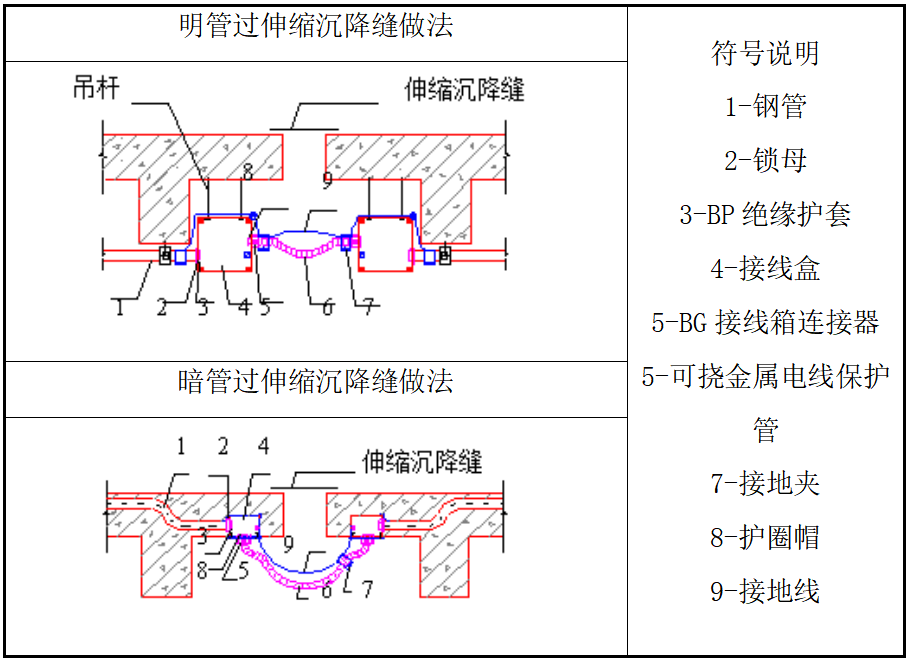 明管过伸缩沉降缝做法
吊杆
伸缩沉降缝
8
9
1 2 3 4 5 6 7
暗管过伸缩沉降缝做法
1 2 4
伸缩沉降缝
3
9
8 5 6 7
符号说明
1-钢管
2-锁母
3-BP 绝缘护套
4-接线盒
5-BG 接线箱连接器
5-可挠金属电线保护
管
7-接地夹
8-护圈帽
9-接地线